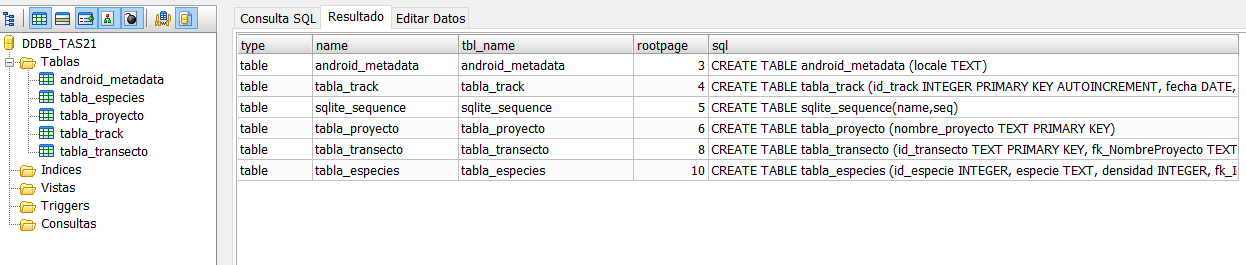 Consulta SQL Resultado Editar Datos
DDBB_TAS21
Tablas
android_metadata
tabla_especies
tabla_proyecto
tabla_track
tabla_transecto
Indices
Vistas
Triggers
Consultas
type name tbl_name rootpage sql
table android_metadata android_metadata 3 CREATE TABLE android_metadata (locale TEXT)
table tabla_track tabla_track 4 CREATE TABLE tabla_track (id_track INTEGER PRIMARY KEY AUTOINCREMENT, fecha DATE,
table sqlite_sequence sqlite_sequence 5 CREATE TABLE sqlite_sequence(name,seq)
table tabla_proyecto tabla_proyecto 6 CREATE TABLE tabla_proyecto (nombre_proyecto TEXT PRIMARY KEY)
table tabla_transecto tabla_transecto 8 CREATE TABLE tabla_transecto (id_transecto TEXT PRIMARY KEY, fk_NombreProyecto TEXT
table tabla_especies tabla_especies 10 CREATE TABLE tabla_especies (id_especie INTEGER, especie TEXT, densidad INTEGER,